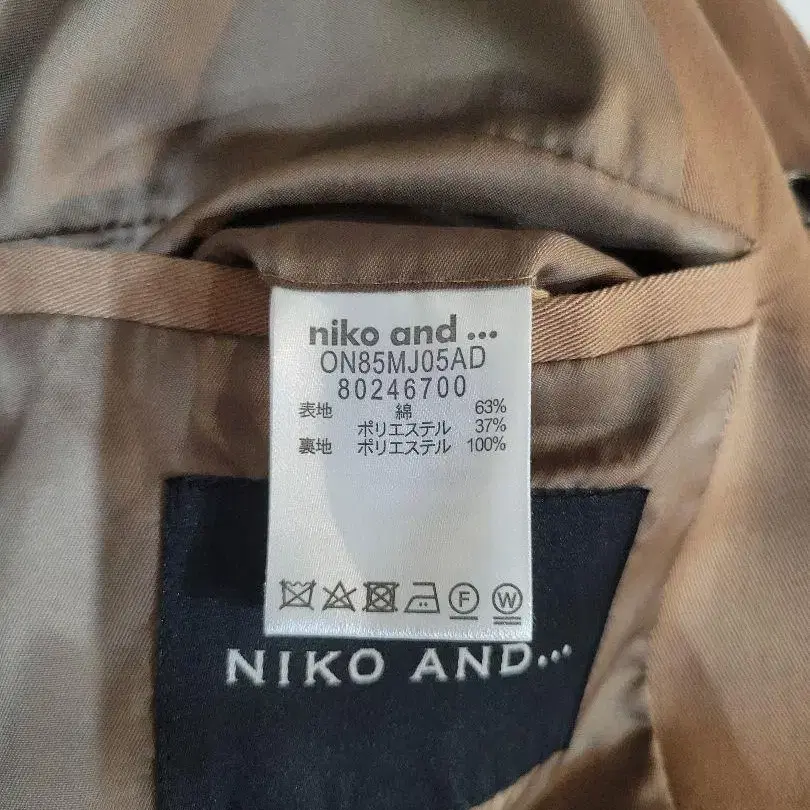 niko and ...
ON85MJ05AD
80246700
表地 綿 63%
ポリエステル 37%
裏地 ポリエステル 100%
F W
NIKO AND...